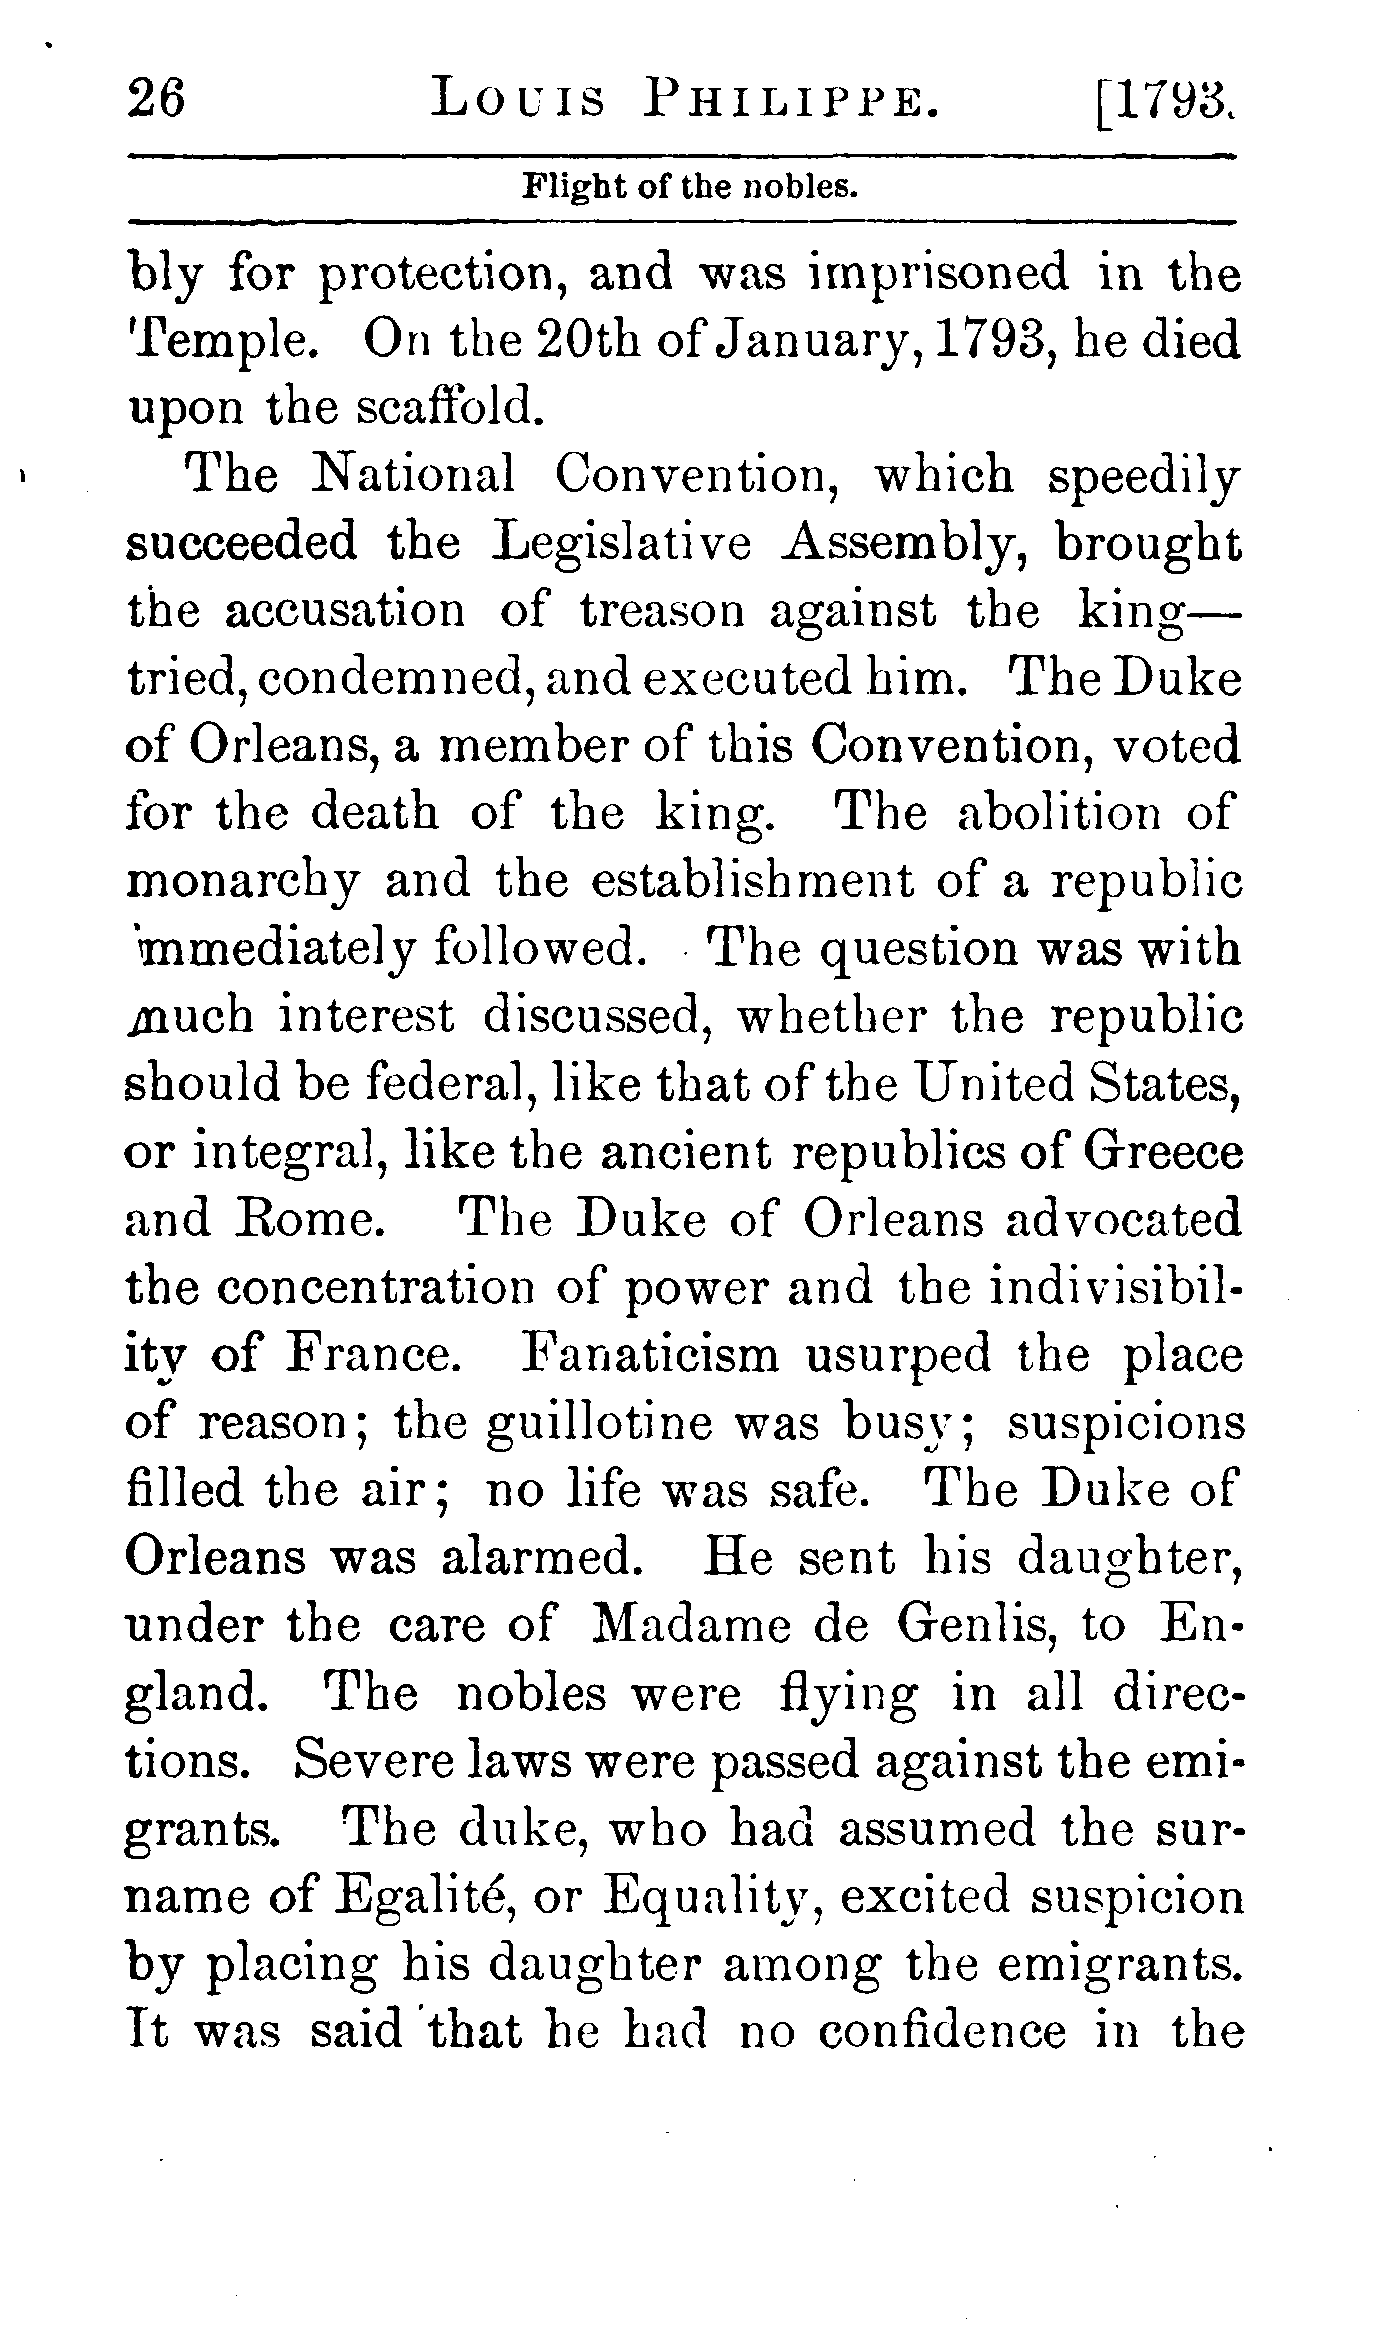 26 LOUIS PHILIPPE. [1793.
Flight of the nobles.
bly for protection, and was imprisoned in the
Temple. On the 20th of January, 1793, he died
upon the scaffold.
The National Convention, which speedily
succeeded the Legislative Assembly, brought
the accusation of treason against the king—
tried, condemned, and executed him. The Duke
of Orleans, a member of this Convention, voted
for the death of the king. The abolition of
monarchy and the establishment of a republic
immediately followed. The question was with
much interest discussed, whether the republic
should be federal, like that of the United States,
or integral, like the ancient republics of Greece
and Rome. The Duke of Orleans advocated
the concentration of power and the indivisibil-
ity of France. Fanaticism usurped the place
of reason; the guillotine was busy; suspicions
filled the air; no life was safe. The Duke of
Orleans was alarmed. He sent his daughter,
under the care of Madame de Genlis, to En-
gland. The nobles were flying in all direc-
tions. Severe laws were passed against the emi-
grants. The duke, who had assumed the sur-
name of Egalité, or Equality, excited suspicion
by placing his daughter among the emigrants.
It was said that he had no confidence in the